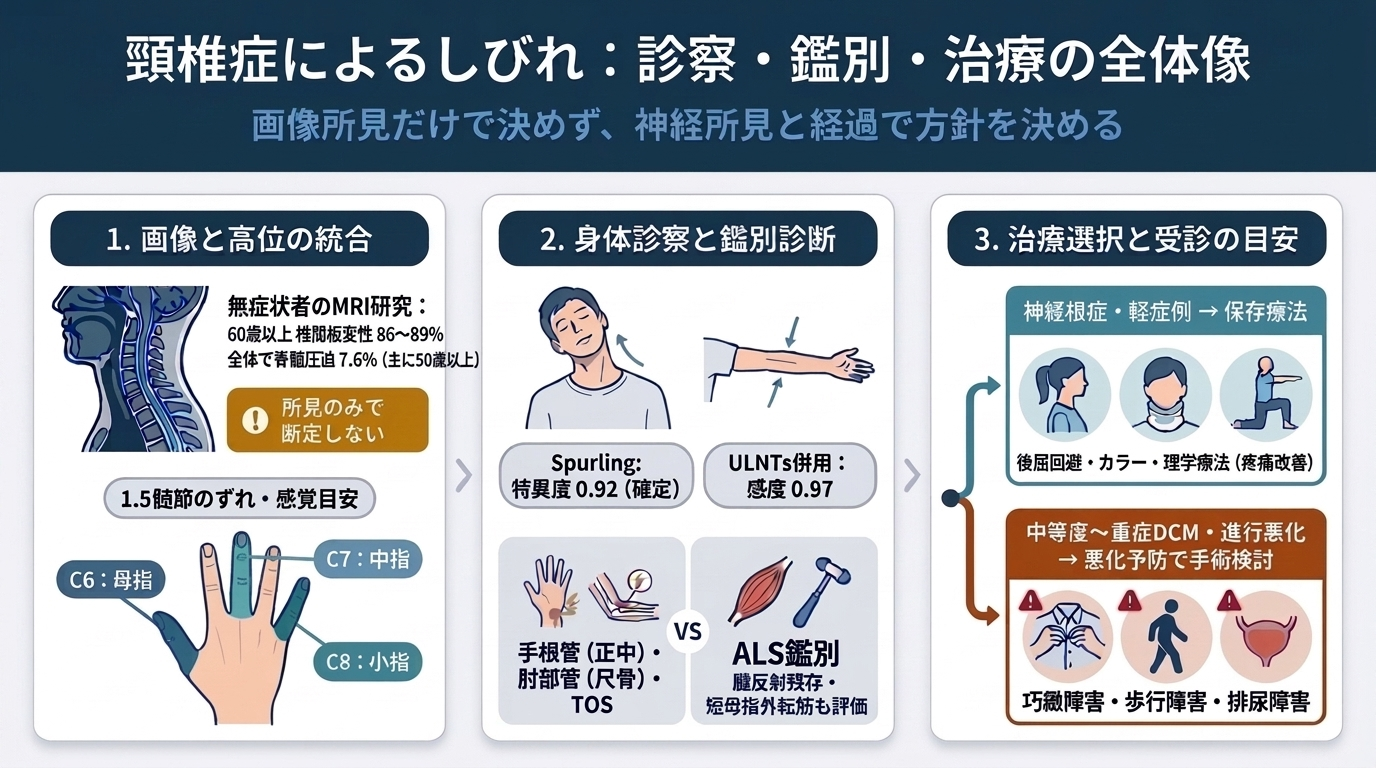 頸椎症によるしびれ：診察・鑑別・治療の全体像
画像所見だけで決めず、神経所見と経過で方針を決める
1. 画像と高位の統合
無症状者のMRI研究：
60歳以上 椎間板変性 86〜89%
全体で脊髄圧迫 7.6%（主に50歳以上）
所見のみで
断定しない
1.5髄節のずれ・感覚目安
C6：母指
C7：中指
C8：小指
2. 身体診察と鑑別診断
Spurling:
特異度 0.92（確定）
ULNTs併用：
感度 0.97
手根管（正中）・
肘部管（尺骨）・
TOS
VS
ALS鑑別
腱反射残存・
短母指外転筋も評価
3. 治療選択と受診の目安
神経根症・軽症例 → 保存療法
後屈回避・カラー・理学療法（疼痛改善）
中等度〜重症DCM・進行悪化
→ 悪化予防で手術検討
巧緻障害・歩行障害・排尿障害